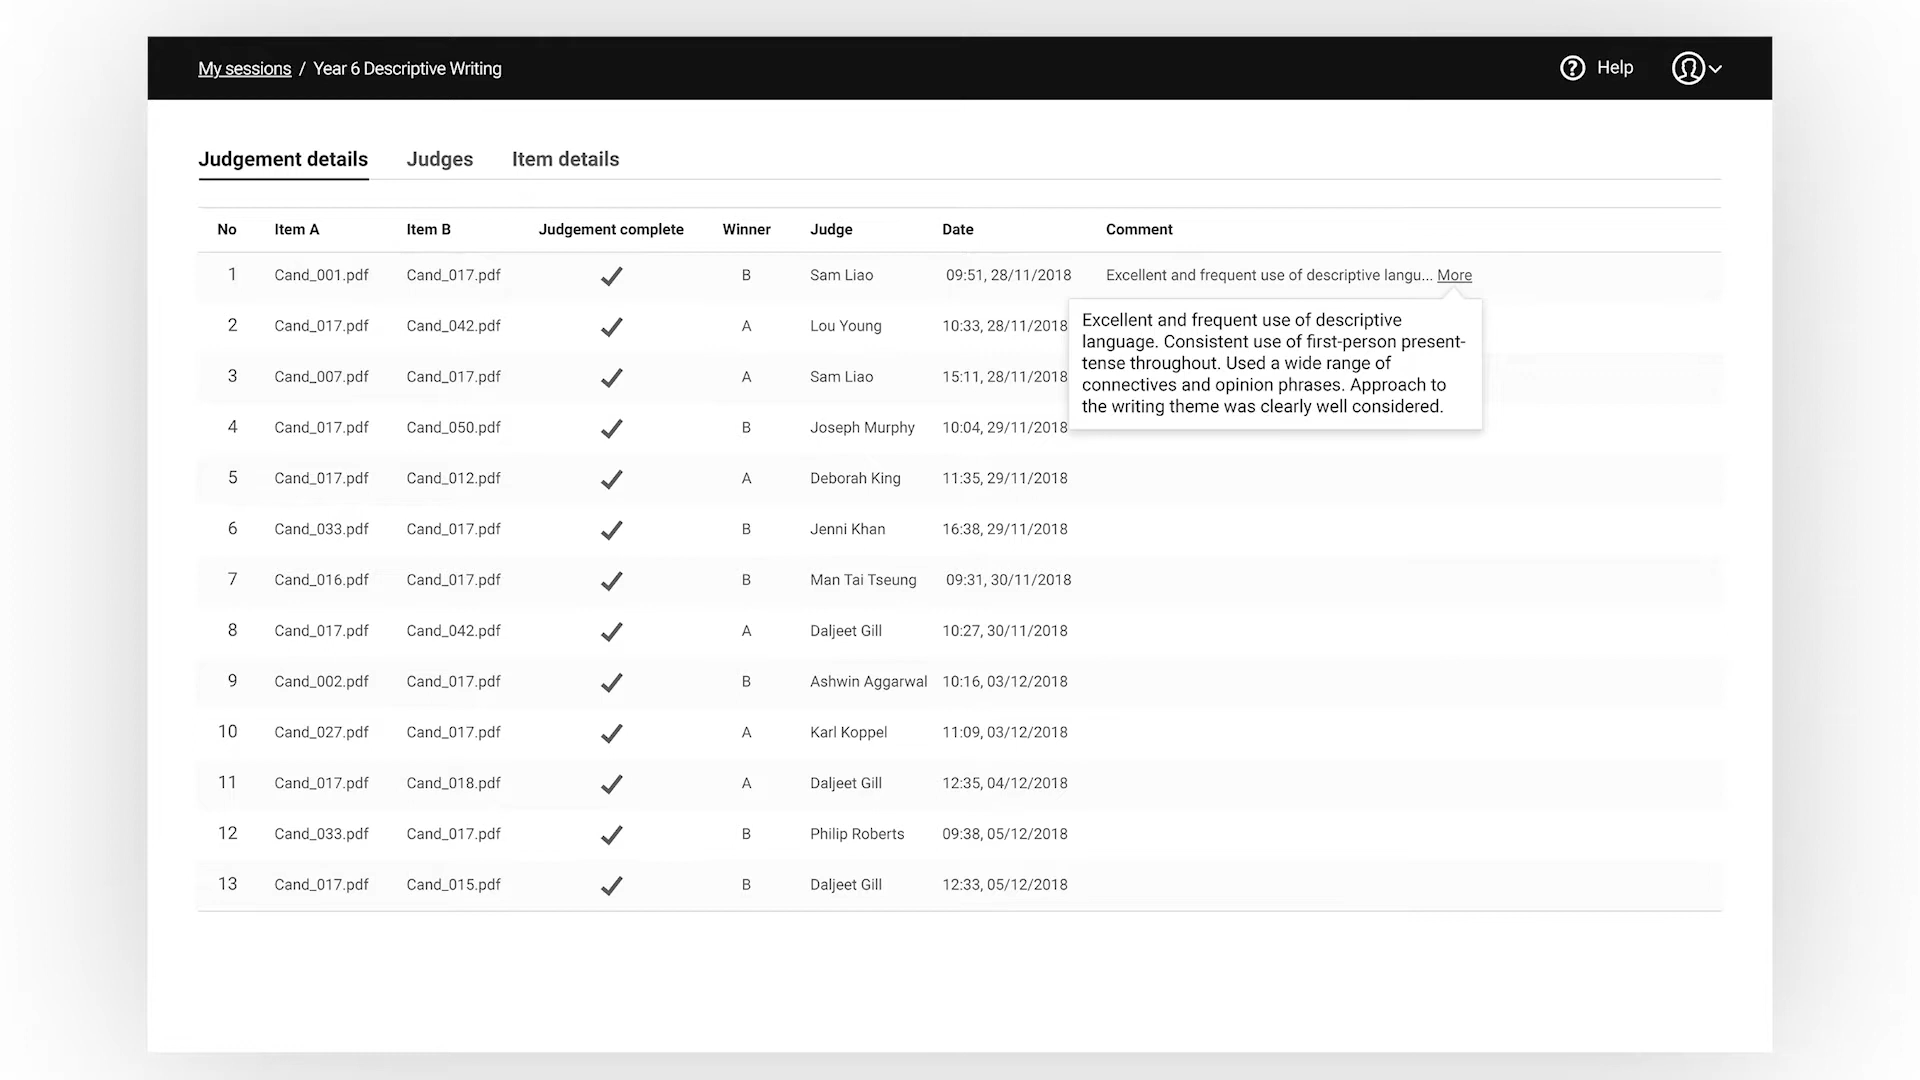 My sessions / Year 6 Descriptive Writing
Help
Judgement details Judges Item details
No Item A Item B Judgement complete Winner Judge Date Comment
1 Cand_001.pdf Cand_017.pdf B Sam Liao 09:51, 28/11/2018 Excellent and frequent use of descriptive langu... More
Excellent and frequent use of descriptive
language. Consistent use of first-person present-
tense throughout. Used a wide range of
connectives and opinion phrases. Approach to
the writing theme was clearly well considered.
2 Cand_017.pdf Cand_042.pdf A Lou Young 10:33, 28/11/2018
3 Cand_007.pdf Cand_017.pdf A Sam Liao 15:11, 28/11/2018
4 Cand_017.pdf Cand_050.pdf B Joseph Murphy 10:04, 29/11/2018
5 Cand_017.pdf Cand_012.pdf A Deborah King 11:35, 29/11/2018
6 Cand_033.pdf Cand_017.pdf B Jenni Khan 16:38, 29/11/2018
7 Cand_016.pdf Cand_017.pdf B Man Tai Tseung 09:31, 30/11/2018
8 Cand_017.pdf Cand_042.pdf A Daljeet Gill 10:27, 30/11/2018
9 Cand_002.pdf Cand_017.pdf B Ashwin Aggarwal 10:16, 03/12/2018
10 Cand_027.pdf Cand_017.pdf A Karl Koppel 11:09, 03/12/2018
11 Cand_017.pdf Cand_018.pdf A Daljeet Gill 12:35, 04/12/2018
12 Cand_033.pdf Cand_017.pdf B Philip Roberts 09:38, 05/12/2018
13 Cand_017.pdf Cand_015.pdf B Daljeet Gill 12:33, 05/12/2018